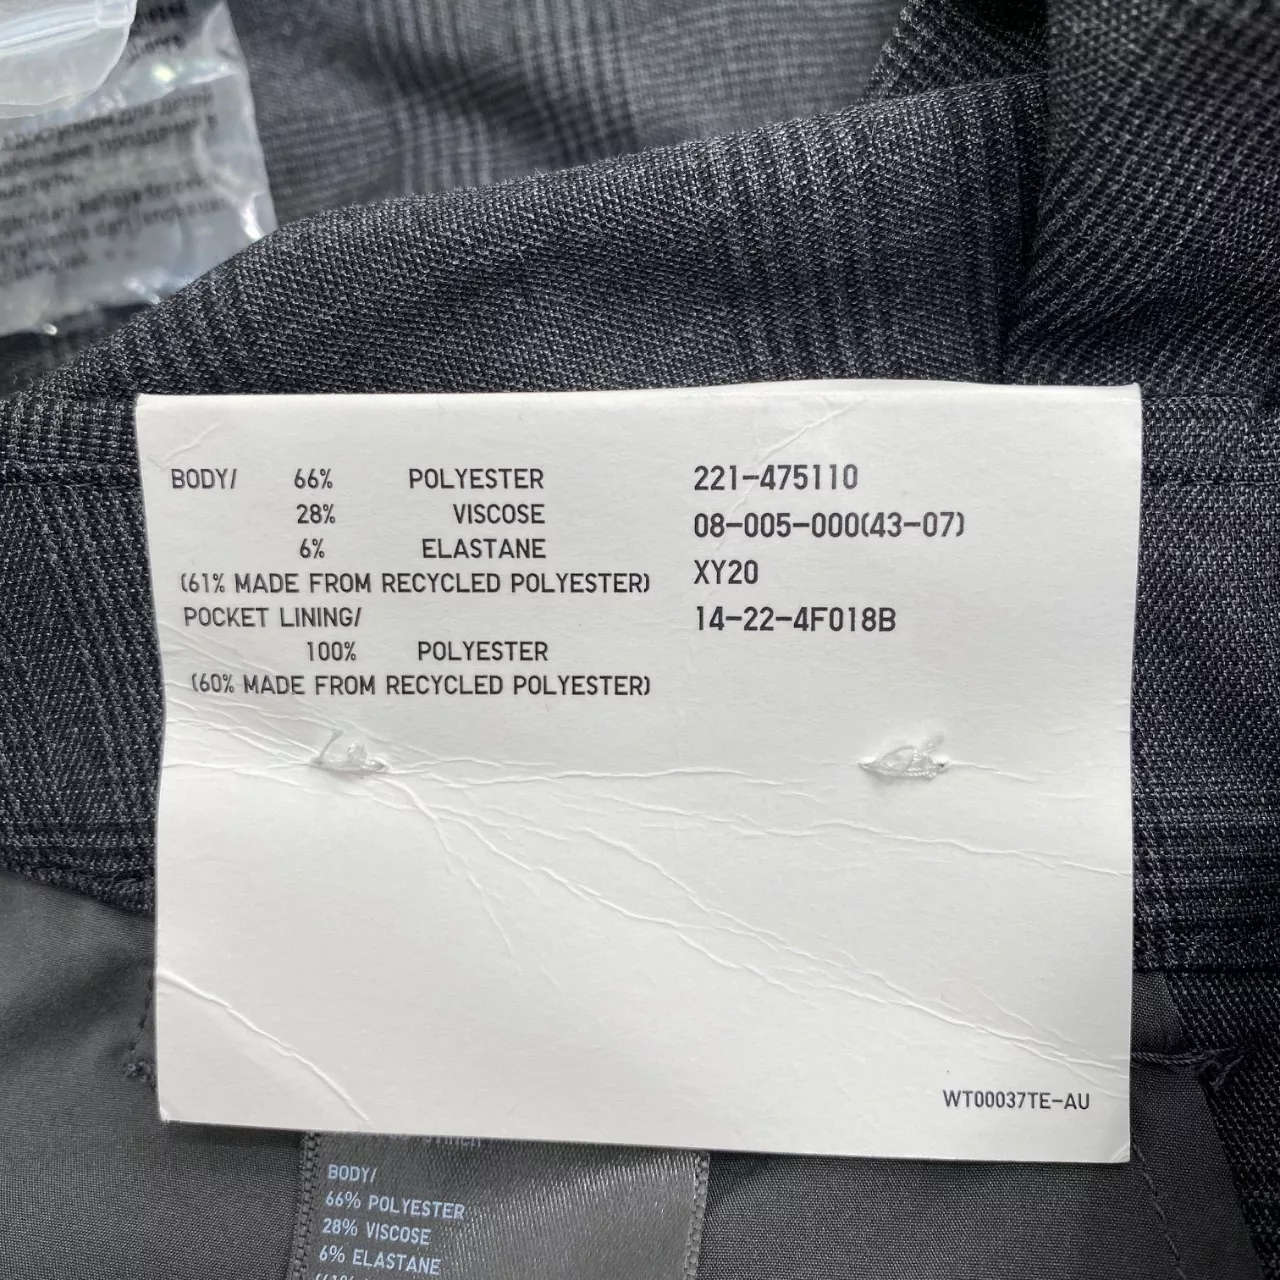 BODY/ 66% POLYESTER
28% VISCOSE
6% ELASTANE
(61% MADE FROM RECYCLED POLYESTER)
POCKET LINING/
100% POLYESTER
(60% MADE FROM RECYCLED POLYESTER)
221-475110
08-005-000(43-07)
XY20
14-22-4F018B
WT00037TE-AU
BODY/
66% POLYESTER
28% VISCOSE
6% ELASTANE